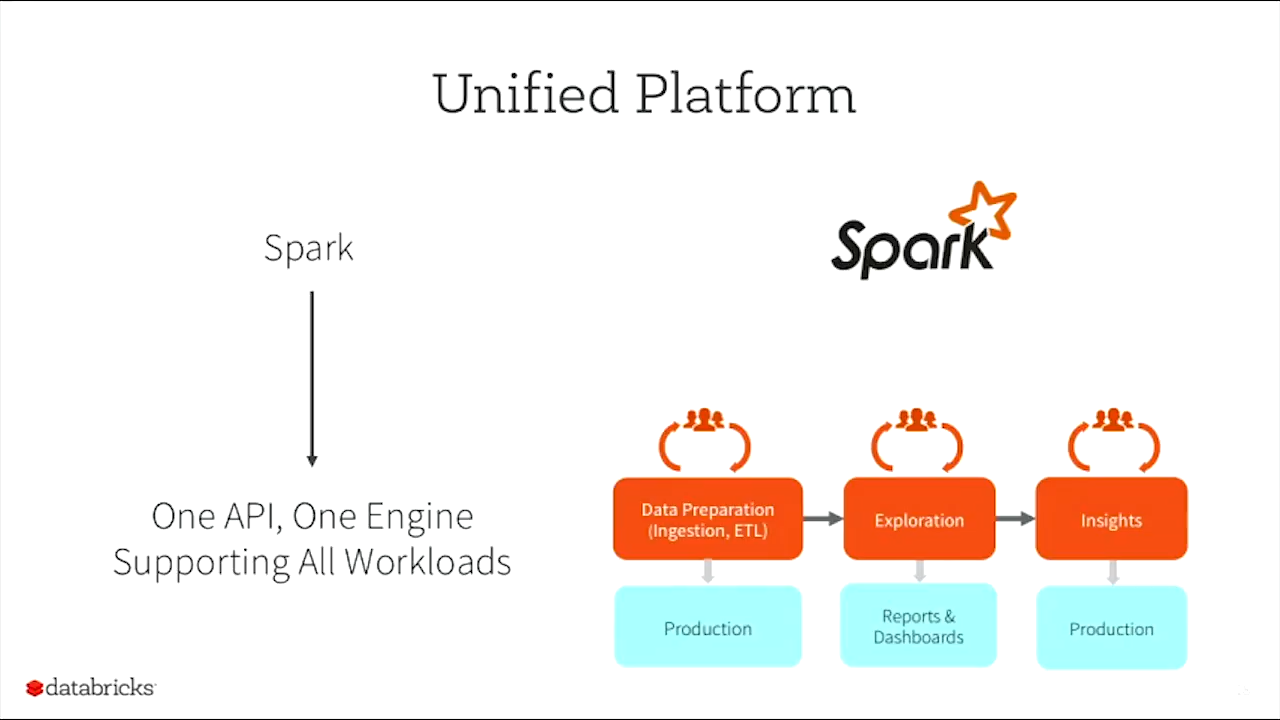 Unified Platform
Spark
Spark
One API, One Engine
Supporting All Workloads
Data Preparation
(Ingestion, ETL)
Exploration
Insights
Production
Reports &
Dashboards
Production
databricks